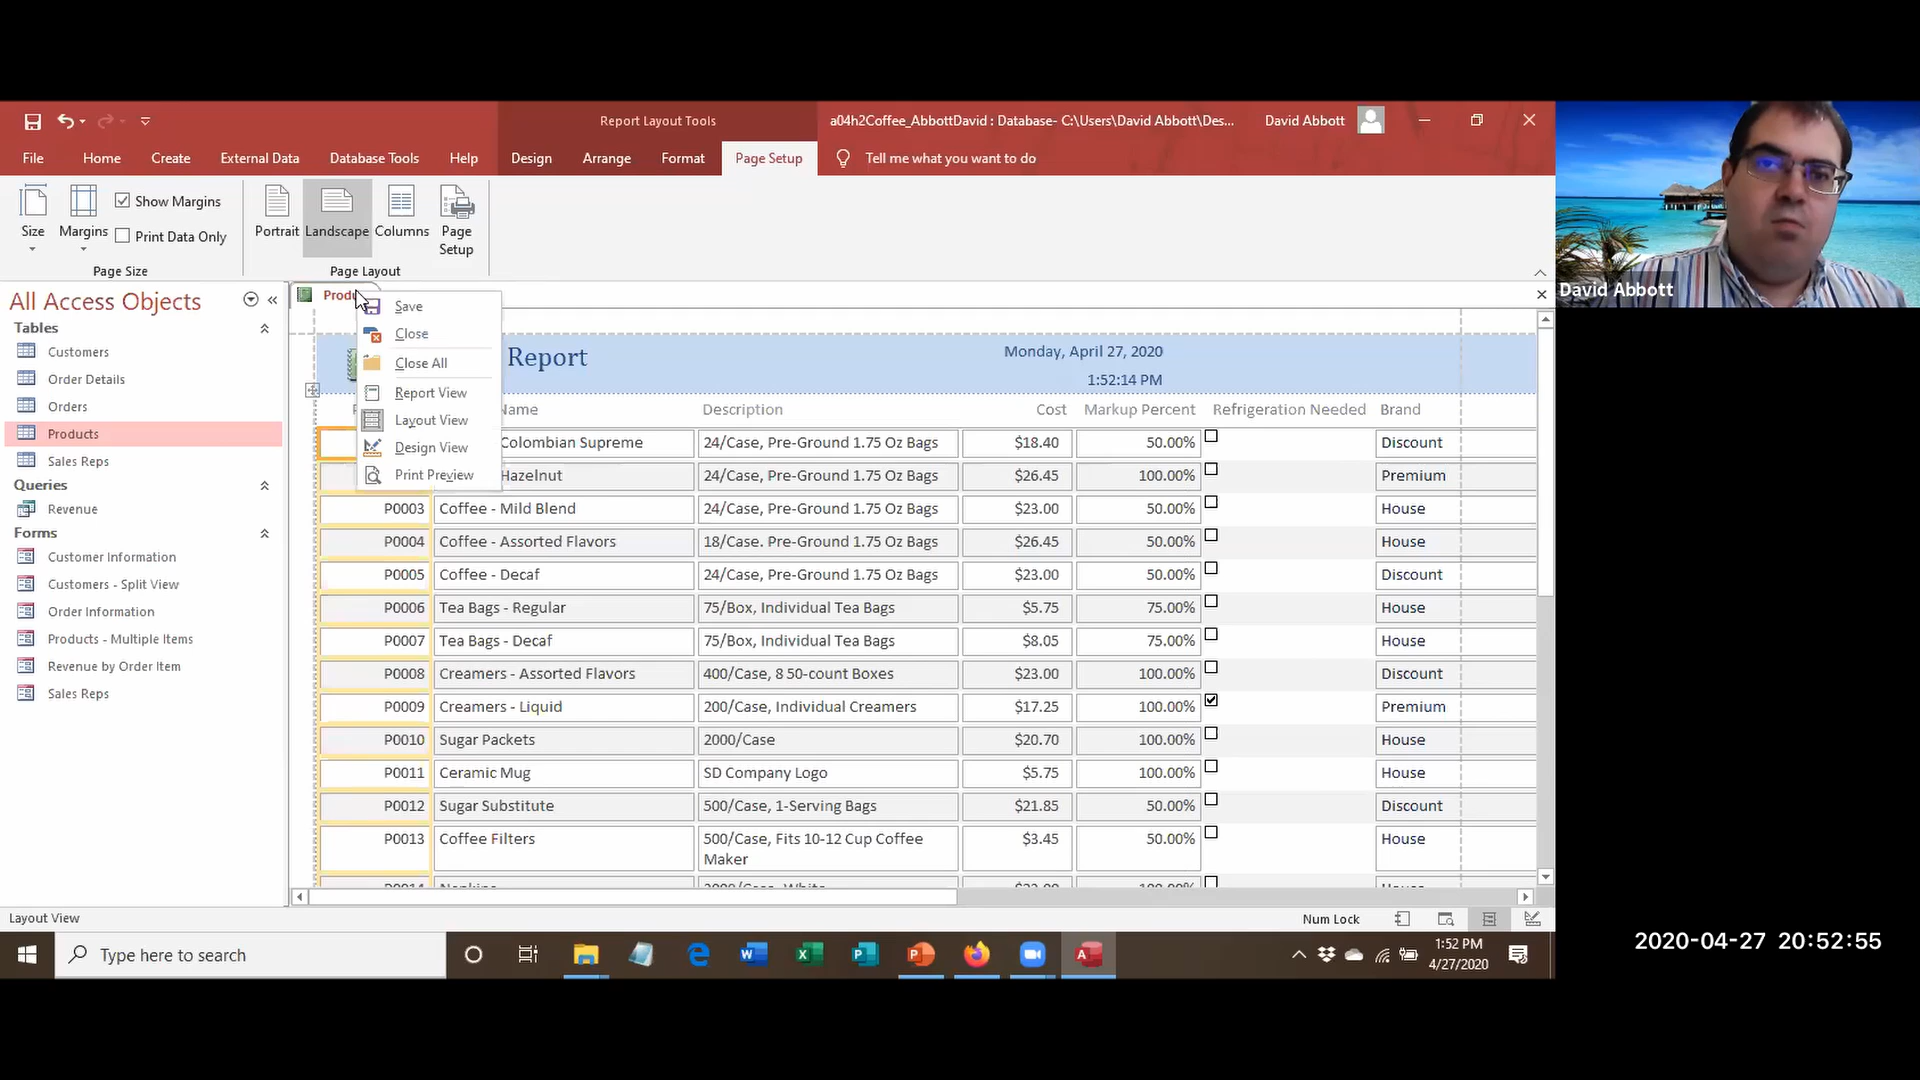 Report Layout Tools
a04h2Coffee_AbbottDavid : Database- C:\Users\David Abbott\Des...
David Abbott
File Home Create External Data Database Tools Help Design Arrange Format Page Setup Tell me what you want to do
Size Margins
Show Margins
Print Data Only
Page Size
Portrait Landscape Columns Page Setup
Page Layout
David Abbott
All Access Objects
Tables
Customers
Order Details
Orders
Products
Sales Reps
Queries
Revenue
Forms
Customer Information
Customers - Split View
Order Information
Products - Multiple Items
Revenue by Order Item
Sales Reps
Save
Close
Close All
Report View
Layout View
Design View
Print Preview
Report
Monday, April 27, 2020
1:52:14 PM
Name Description Cost Markup Percent Refrigeration Needed Brand
Colombian Supreme 24/Case, Pre-Ground 1.75 Oz Bags $18.40 50.00% Discount
Hazelnut 24/Case, Pre-Ground 1.75 Oz Bags $26.45 100.00% Premium
P0003 Coffee - Mild Blend 24/Case, Pre-Ground 1.75 Oz Bags $23.00 50.00% House
P0004 Coffee - Assorted Flavors 18/Case. Pre-Ground 1.75 Oz Bags $26.45 50.00% House
P0005 Coffee - Decaf 24/Case, Pre-Ground 1.75 Oz Bags $23.00 50.00% Discount
P0006 Tea Bags - Regular 75/Box, Individual Tea Bags $5.75 75.00% House
P0007 Tea Bags - Decaf 75/Box, Individual Tea Bags $8.05 75.00% House
P0008 Creamers - Assorted Flavors 400/Case, 8 50-count Boxes $23.00 100.00% Discount
P0009 Creamers - Liquid 200/Case, Individual Creamers $17.25 100.00% Premium
P0010 Sugar Packets 2000/Case $20.70 100.00% House
P0011 Ceramic Mug SD Company Logo $5.75 100.00% House
P0012 Sugar Substitute 500/Case, 1-Serving Bags $21.85 50.00% Discount
P0013 Coffee Filters 500/Case, Fits 10-12 Cup Coffee Maker $3.45 50.00% House
Layout View
Num Lock
Type here to search
1:52 PM
4/27/2020
2020-04-27 20:52:55